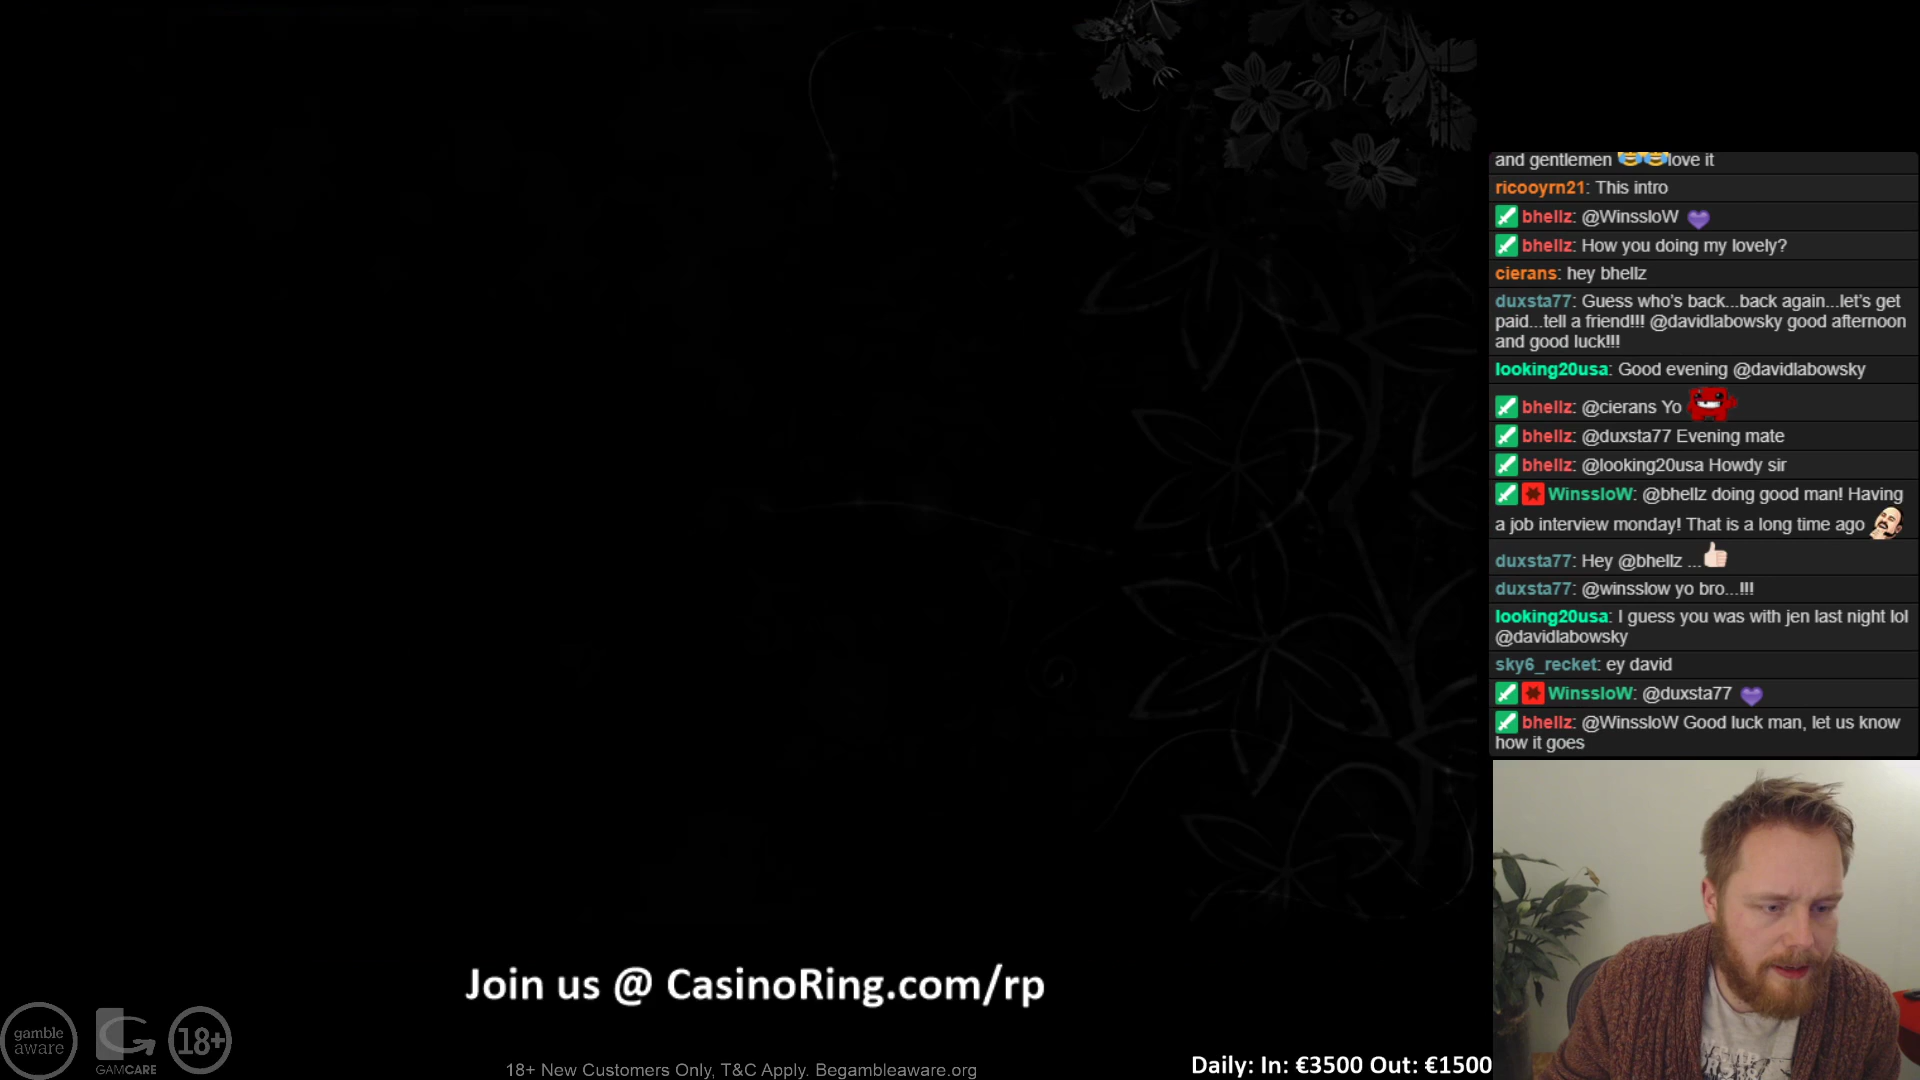 and gentlemen 😂😂love it
ricooyrn21: This intro
bhellz: @WinssloW 💜
bhellz: How you doing my lovely?
cierans: hey bhellz
duxsta77: Guess who's back...back again...let's get
paid...tell a friend!!! @davidlabowsky good afternoon
and good luck!!!
looking20usa: Good evening @davidlabowsky
bhellz: @cierans Yo
bhellz: @duxsta77 Evening mate
bhellz: @looking20usa Howdy sir
WinssloW: @bhellz doing good man! Having
a job interview monday! That is a long time ago
duxsta77: Hey @bhellz ...👍🏻
duxsta77: @winsslow yo bro...!!!
looking20usa: I guess you was with jen last night lol
@davidlabowsky
sky6_recket: ey david
WinssloW: @duxsta77 💜
bhellz: @WinssloW Good luck man, let us know
how it goes
Join us @ CasinoRing.com/rp
gamble
aware
GAMCARE
18+
18+ New Customers Only, T&C Apply. Begambleaware.org
Daily: In: €3500 Out: €1500